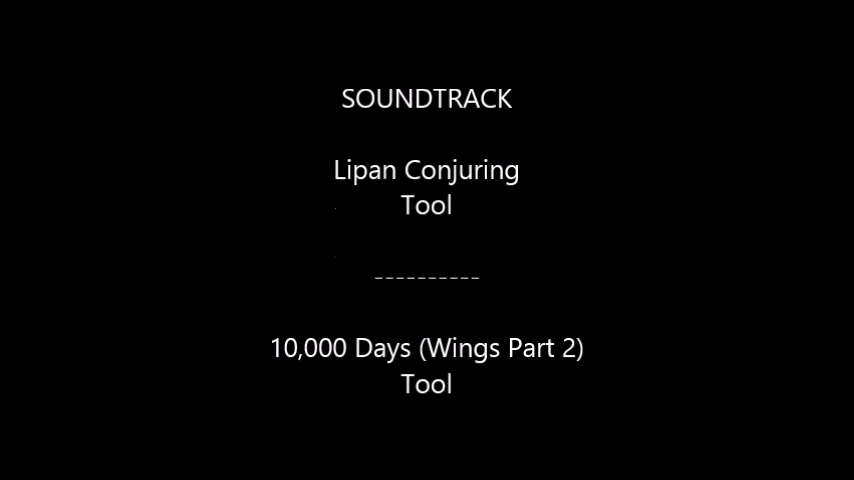 SOUNDTRACK
Lipan Conjuring
Tool
----------
10,000 Days (Wings Part 2)
Tool